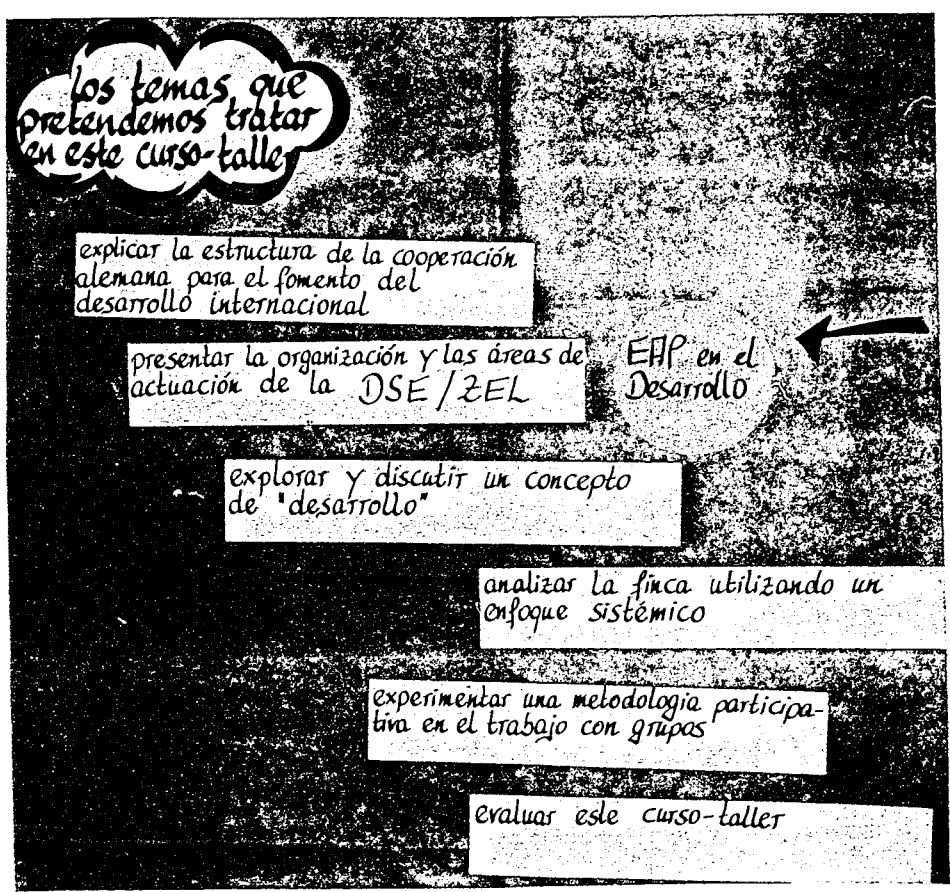 los temas que
pretendemos tratar
en este curso-taller
explicar la estructura de la cooperación
alemana para el fomento del
desarrollo internacional
presentar la organización y las áreas de
actuación de la DSE/ZEL
EAP en el
Desarrollo
explorar y discutir un concepto
de "desarrollo"
analizar la finca utilizando un
enfoque sistémico
experimentar una metodología participa-
tiva en el trabajo con grupos
evaluar este curso-taller